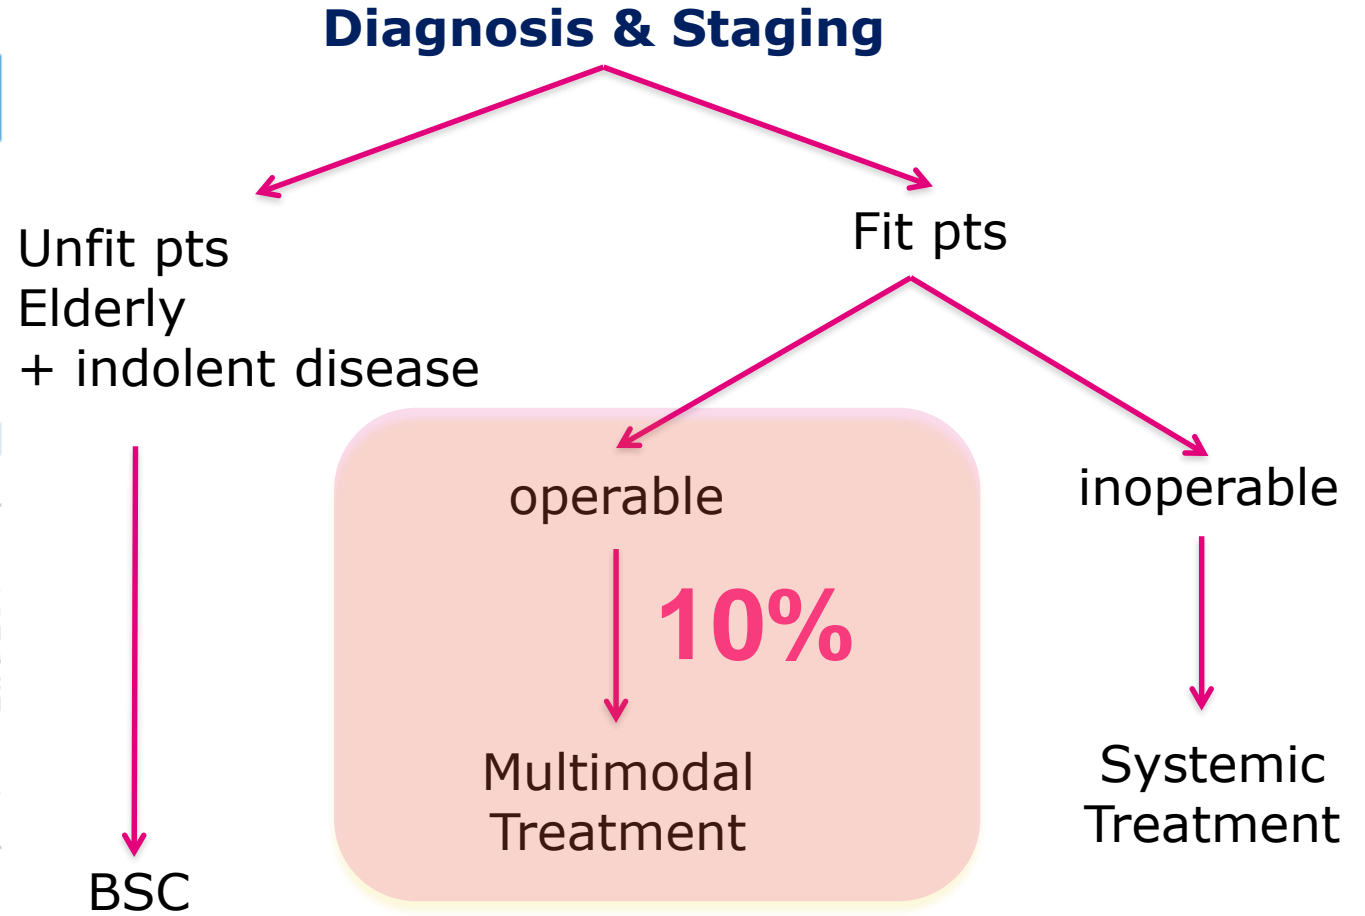 Diagnosis & Staging
Unfit pts
Elderly
+ indolent disease
Fit pts
operable
inoperable
10%
Multimodal
Treatment
Systemic
Treatment
BSC